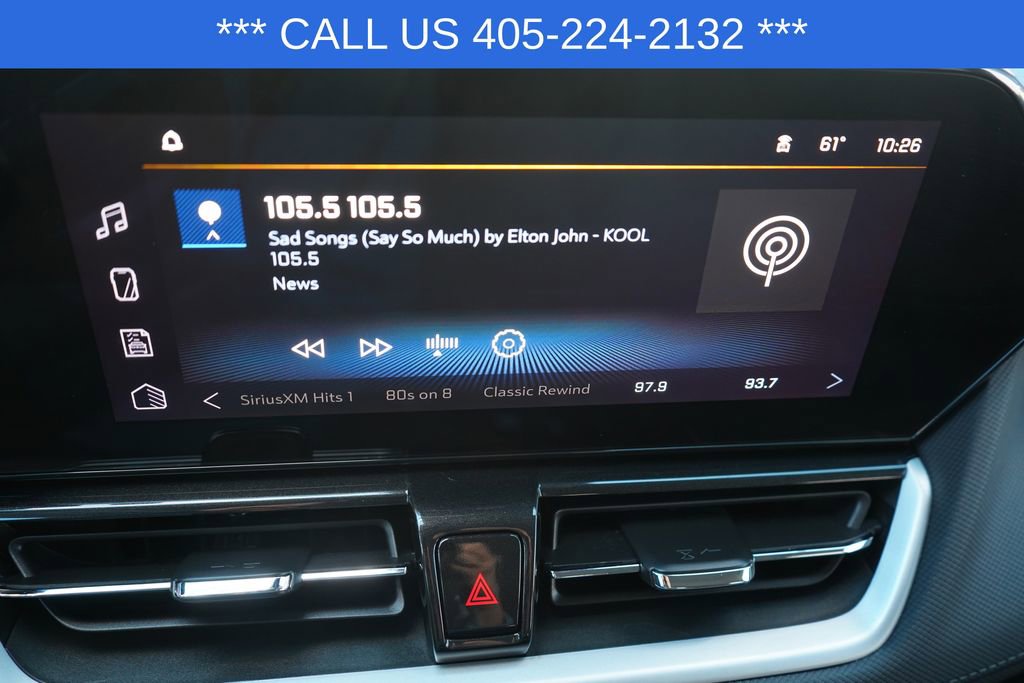 *** CALL US 405-224-2132 ***
61° 10:26
105.5 105.5
Sad Songs (Say So Much) by Elton John - KOOL
105.5
News
< SiriusXM Hits 1 80s on 8 Classic Rewind 97.9 93.7 >